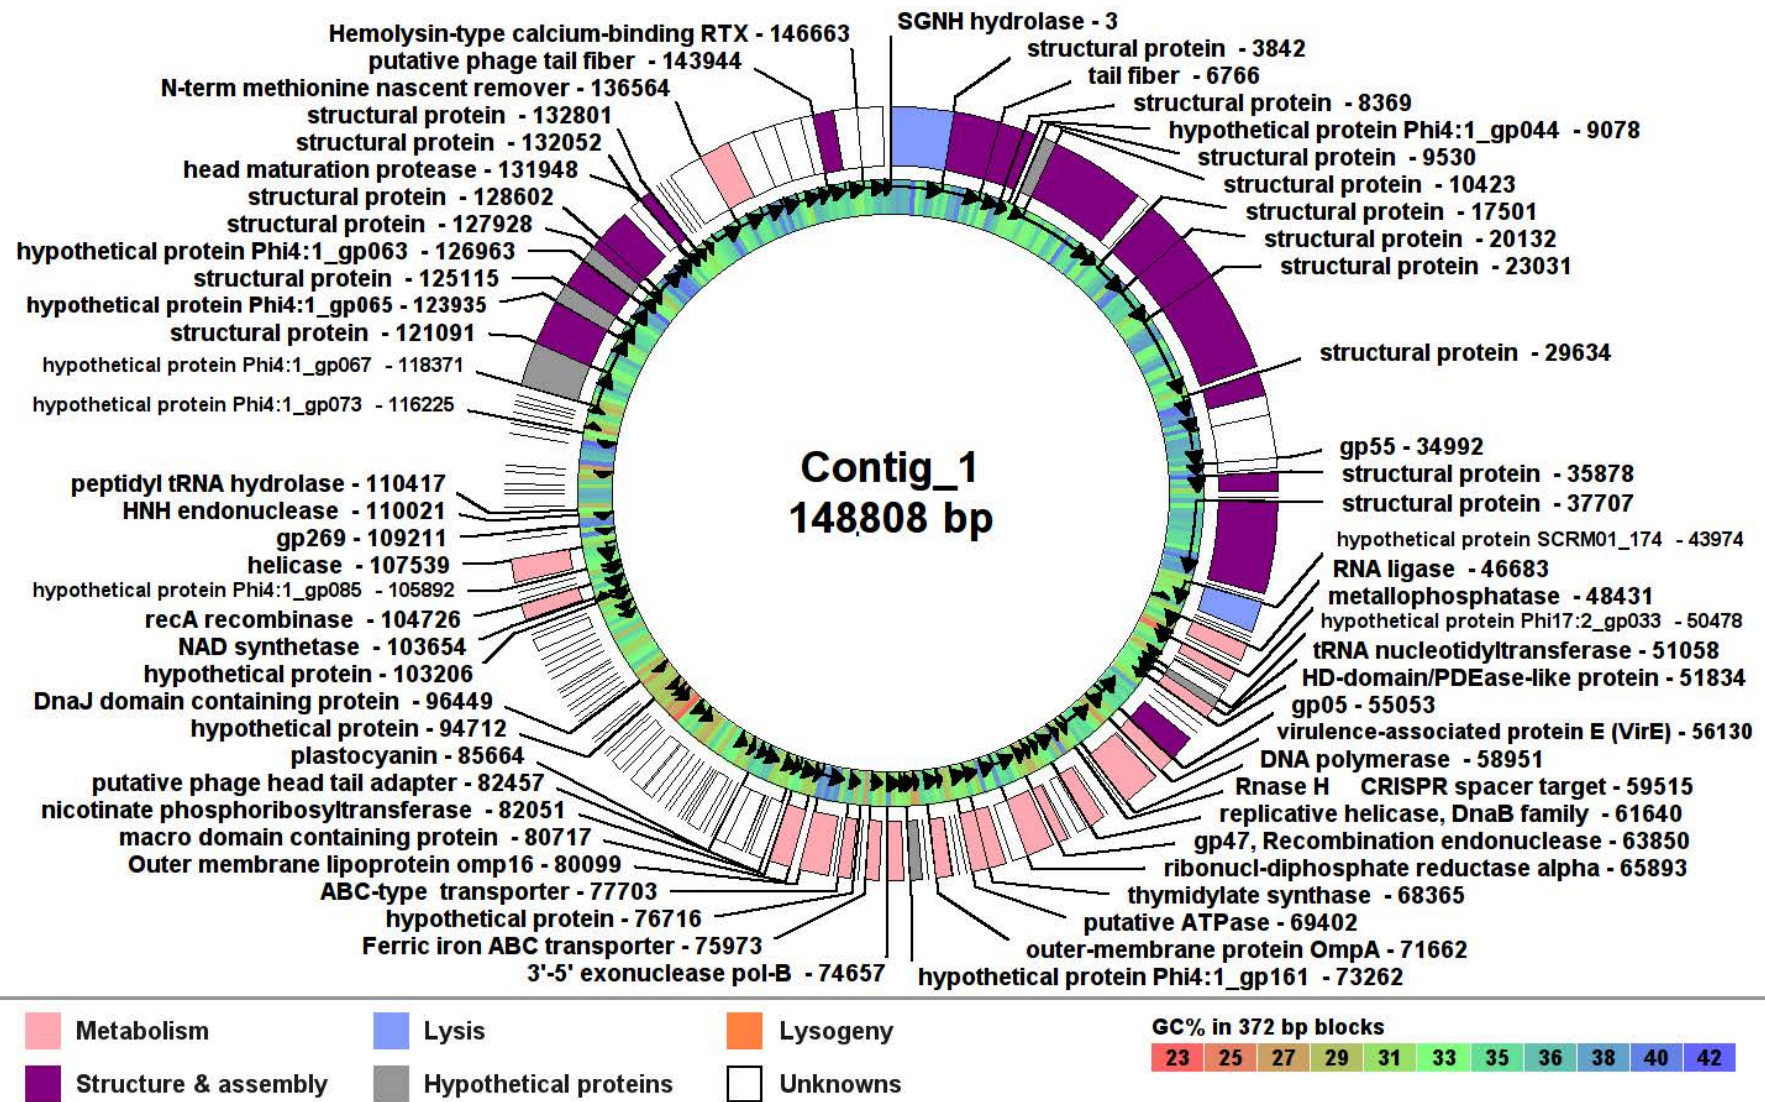 SGNH hydrolase - 3
structural protein - 3842
tail fiber - 6766
structural protein - 8369
hypothetical protein Phi4:1_gp044 - 9078
structural protein - 9530
structural protein - 10423
structural protein - 17501
structural protein - 20132
structural protein - 23031
structural protein - 29634
gp55 - 34992
structural protein - 35878
structural protein - 37707
hypothetical protein SCRM01_174 - 43974
RNA ligase - 46683
metallophosphatase - 48431
hypothetical protein Phi17:2_gp033 - 50478
tRNA nucleotidyltransferase - 51058
HD-domain/PDEase-like protein - 51834
gp05 - 55053
virulence-associated protein E (VirE) - 56130
DNA polymerase - 58951
Rnase H CRISPR spacer target - 59515
replicative helicase, DnaB family - 61640
gp47, Recombination endonuclease - 63850
ribonucl-diphosphate reductase alpha - 65893
thymidylate synthase - 68365
putative ATPase - 69402
outer-membrane protein OmpA - 71662
hypothetical protein Phi4:1_gp161 - 73262
Hemolysin-type calcium-binding RTX - 146663
putative phage tail fiber - 143944
N-term methionine nascent remover - 136564
structural protein - 132801
structural protein - 132052
head maturation protease - 131948
structural protein - 128602
structural protein - 127928
hypothetical protein Phi4:1_gp063 - 126963
structural protein - 125115
hypothetical protein Phi4:1_gp065 - 123935
structural protein - 121091
hypothetical protein Phi4:1_gp067 - 118371
hypothetical protein Phi4:1_gp073 - 116225
peptidyl tRNA hydrolase - 110417
HNH endonuclease - 110021
gp269 - 109211
helicase - 107539
hypothetical protein Phi4:1_gp085 - 105892
recA recombinase - 104726
NAD synthetase - 103654
hypothetical protein - 103206
DnaJ domain containing protein - 96449
hypothetical protein - 94712
plastocyanin - 85664
putative phage head tail adapter - 82457
nicotinate phosphoribosyltransferase - 82051
macro domain containing protein - 80717
Outer membrane lipoprotein omp16 - 80099
ABC-type transporter - 77703
hypothetical protein - 76716
Ferric iron ABC transporter - 75973
3'-5' exonuclease pol-B - 74657
Contig_1
148808 bp
Metabolism
Lysis
Lysogeny
Structure & assembly
Hypothetical proteins
Unknowns
GC% in 372 bp blocks
23 25 27 29 31 33 35 36 38 40 42